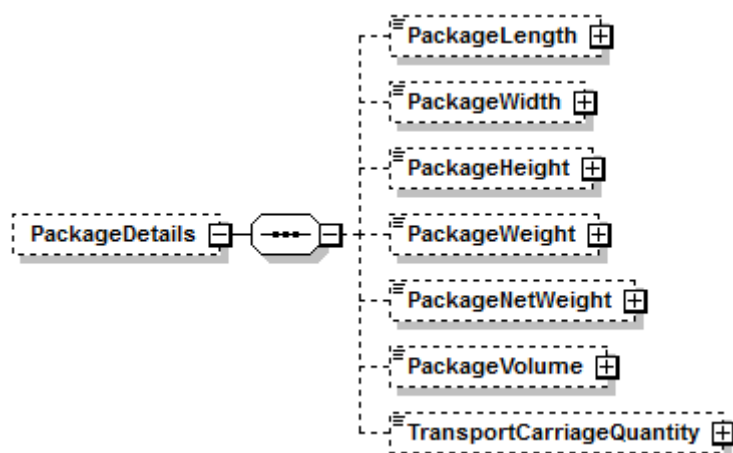 PackageLength
PackageWidth
PackageHeight
PackageDetails
PackageWeight
PackageNetWeight
PackageVolume
TransportCarriageQuantity